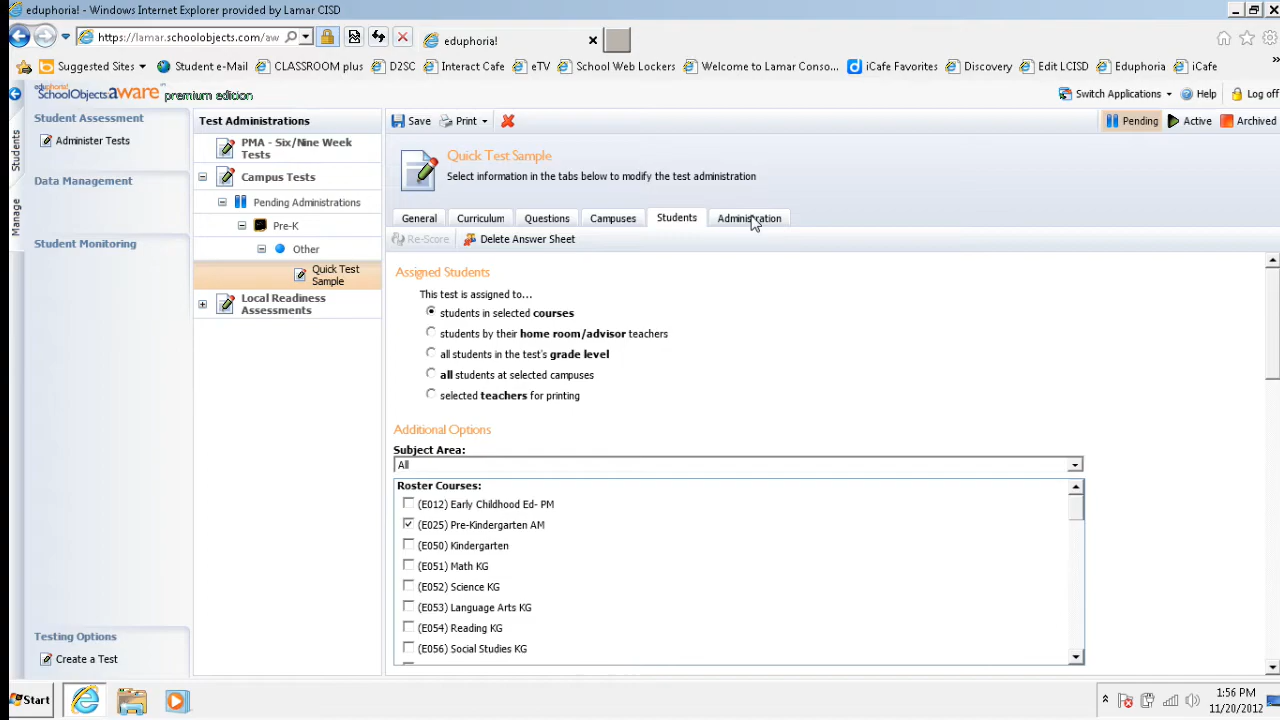 eduphoria! - Windows Internet Explorer provided by Lamar CISD
https://lamar.schoolobjects.com/aw
eduphoria!
Suggested Sites
Student e-Mail
CLASSROOM plus
D2SC
InteractCafe
eTV
School Web Lockers
Welcome to Lamar Conso...
iCafe Favorites
Discovery
Edit LCISD
Eduphoria
iCafe
eduphoria!
SchoolObjects:aware premium edition
Switch Applications
Help
Log off
Students
Manage
Student Assessment
Administer Tests
Data Management
Student Monitoring
Testing Options
Create a Test
Test Administrations
PMA - Six/Nine Week
Tests
Campus Tests
Pending Administrations
Pre-K
Other
Quick Test
Sample
Local Readiness
Assessments
Save
Print
Pending
Active
Archived
Quick Test Sample
Select information in the tabs below to modify the test administration
General
Curriculum
Questions
Campuses
Students
Administration
Re-Score
Delete Answer Sheet
Assigned Students
This test is assigned to...
students in selected courses
students by their home room/advisor teachers
all students in the test's grade level
all students at selected campuses
selected teachers for printing
Additional Options
Subject Area:
All
Roster Courses:
(E012) Early Childhood Ed- PM
(E025) Pre-Kindergarten AM
(E050) Kindergarten
(E051) Math KG
(E052) Science KG
(E053) Language Arts KG
(E054) Reading KG
(E056) Social Studies KG
Start
1:56 PM
11/20/2012